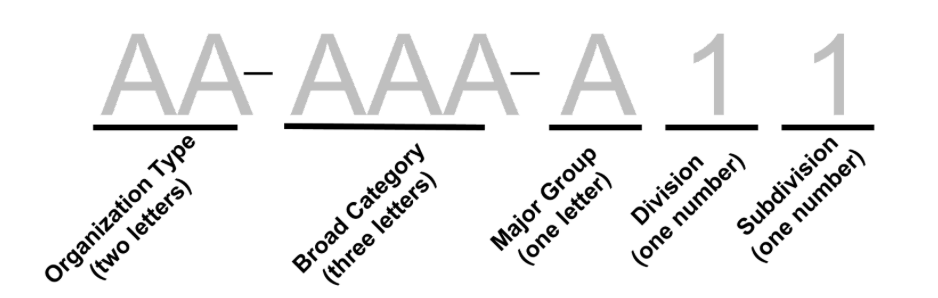 AA-AAA-A 1 1
Organization Type
(two letters)
Broad Category
(three letters)
Major Group
(one letter)
Division
(one number)
Subdivision
(one number)